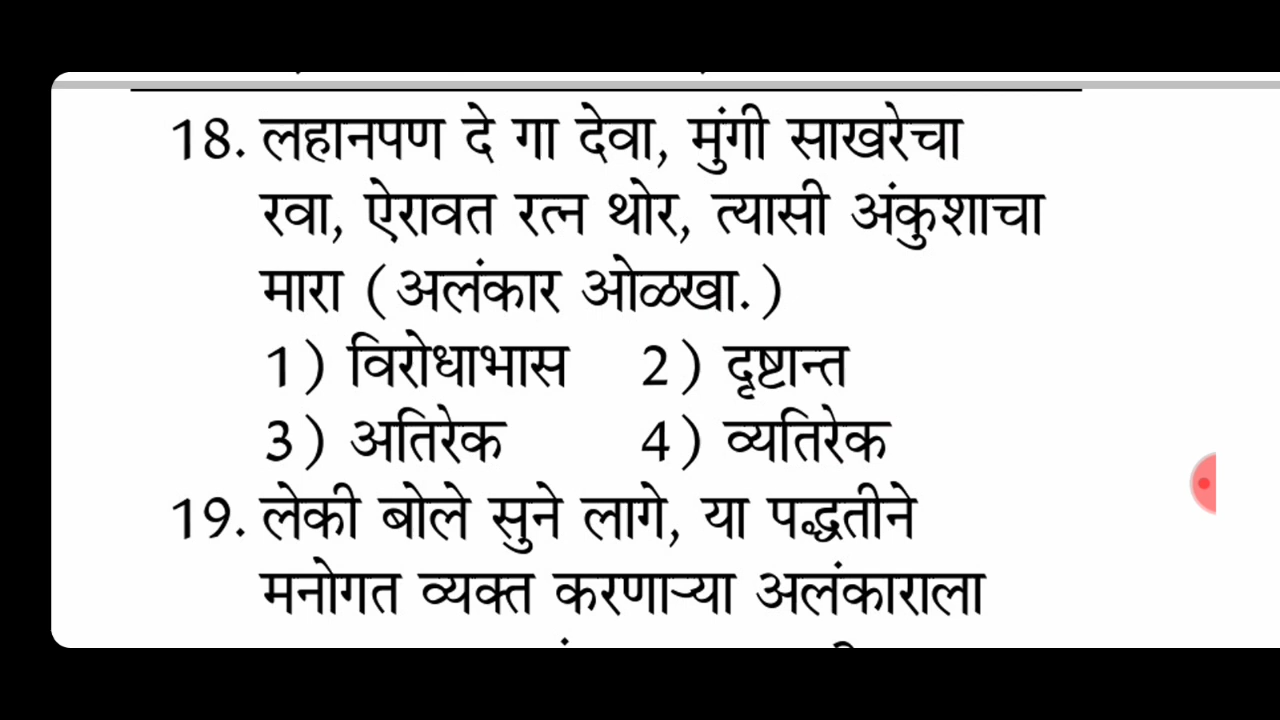 18. लहानपण दे गा देवा, मुंगी साखरेचा
रवा, ऐरावत रत्न थोर, त्यासी अंकुशाचा
मारा (अलंकार ओळखा.)
1) विरोधाभास 2) दृष्टान्त
3) अतिरेक 4) व्यतिरेक
19. लेकी बोले सुने लागे, या पद्धतीने
मनोगत व्यक्त करणाऱ्या अलंकाराला